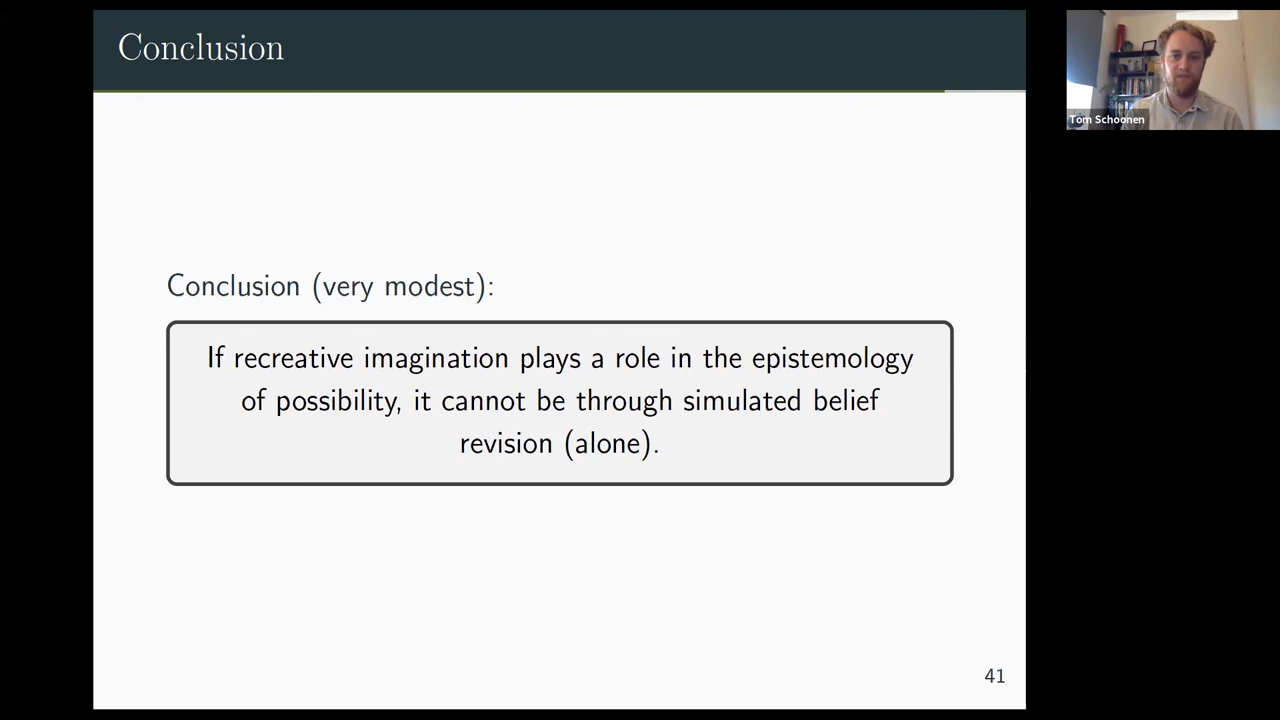 Conclusion
Tom Schoonen
Conclusion (very modest):
If recreative imagination plays a role in the epistemology
of possibility, it cannot be through simulated belief
revision (alone).
41